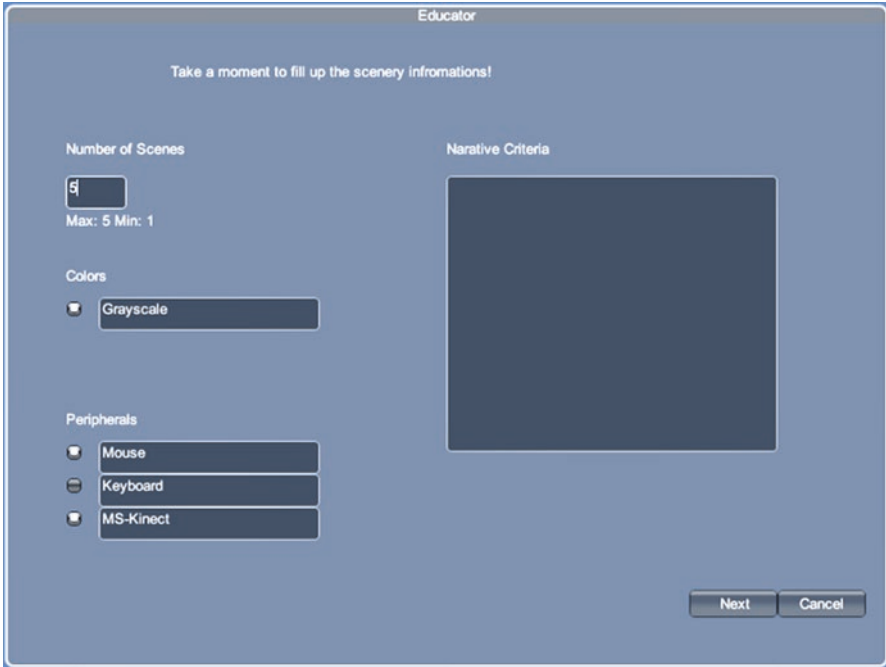 Educator
Take a moment to fill up the scenery infromations!
Number of Scenes
5
Max: 5 Min: 1
Colors
Grayscale
Peripherals
Mouse
Keyboard
MS-Kinect
Narative Criteria
Next
Cancel